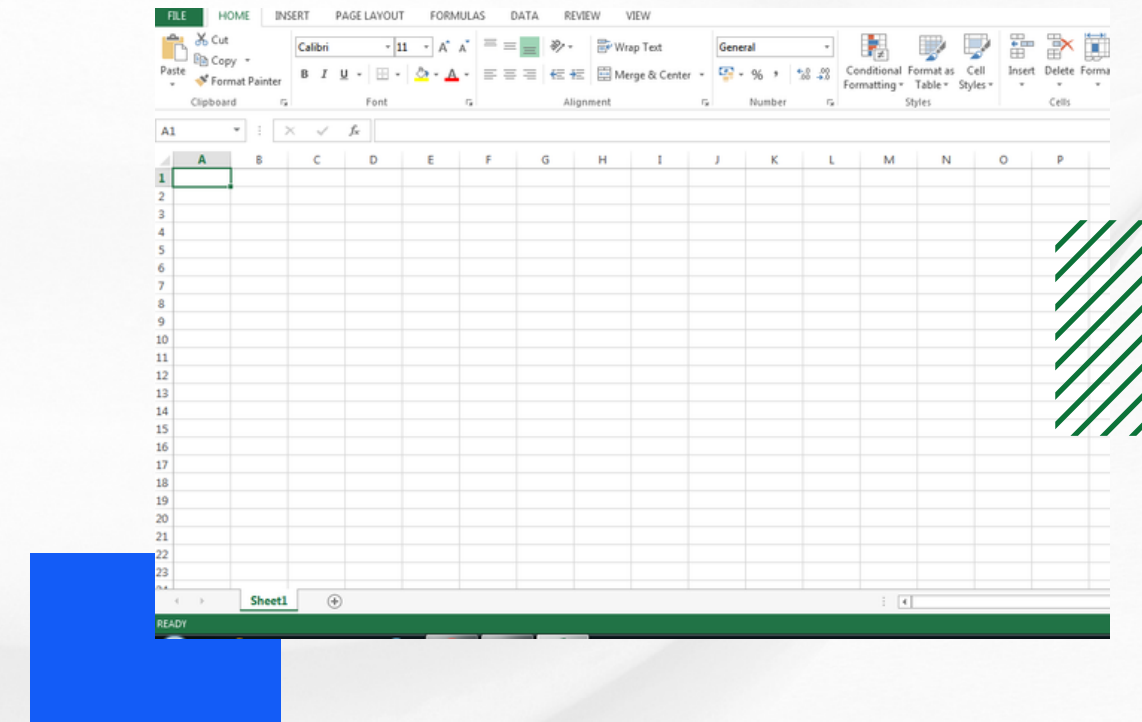 FILE HOME INSERT PAGE LAYOUT FORMULAS DATA REVIEW VIEW
Cut
Copy
Format Painter
Paste
Clipboard
Calibri 11 A A
B I U A
Font
Wrap Text
Merge & Center
Alignment
General
% , .0 .00
Number
Conditional Formatting
Format as Table
Cell Styles
Styles
Insert Delete Forma
Cells
A1 fx
A B C D E F G H I J K L M N O P
1
2
3
4
5
6
7
8
9
10
11
12
13
14
15
16
17
18
19
20
21
22
23
Sheet1
READY